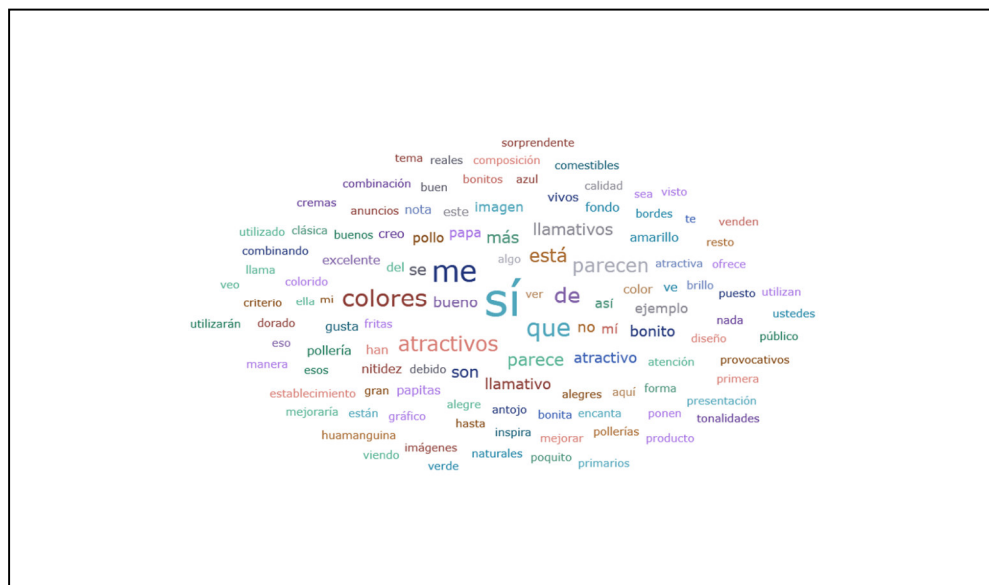 sorprendente
tema reales composición comestibles
combinación buen bonitos azul vivos calidad sea visto
cremas anuncios nota este imagen fondo bordes te venden
utilizado clásica buenos creo pollo papa más llamativos amarillo resto
combinando excelente del se me algo está parecen atractiva ofrece
llama veo colorido color ve brillo puesto utilizan
criterio ella mi colores bueno sí ver de así ejemplo nada ustedes
utilizarán dorado gusta fritas que no mí bonito diseño público
eso pollería han atractivos parece atractivo atención provocativos
manera esos nitidez debido son llamativo alegres aquí forma primera
establecimiento gran papitas presentación
mejoraría están gráfico alegre hasta antojo bonita encanta ponen tonalidades
huamanguina imágenes inspira mejorar pollerías producto
viendo verde naturales poquito primarios